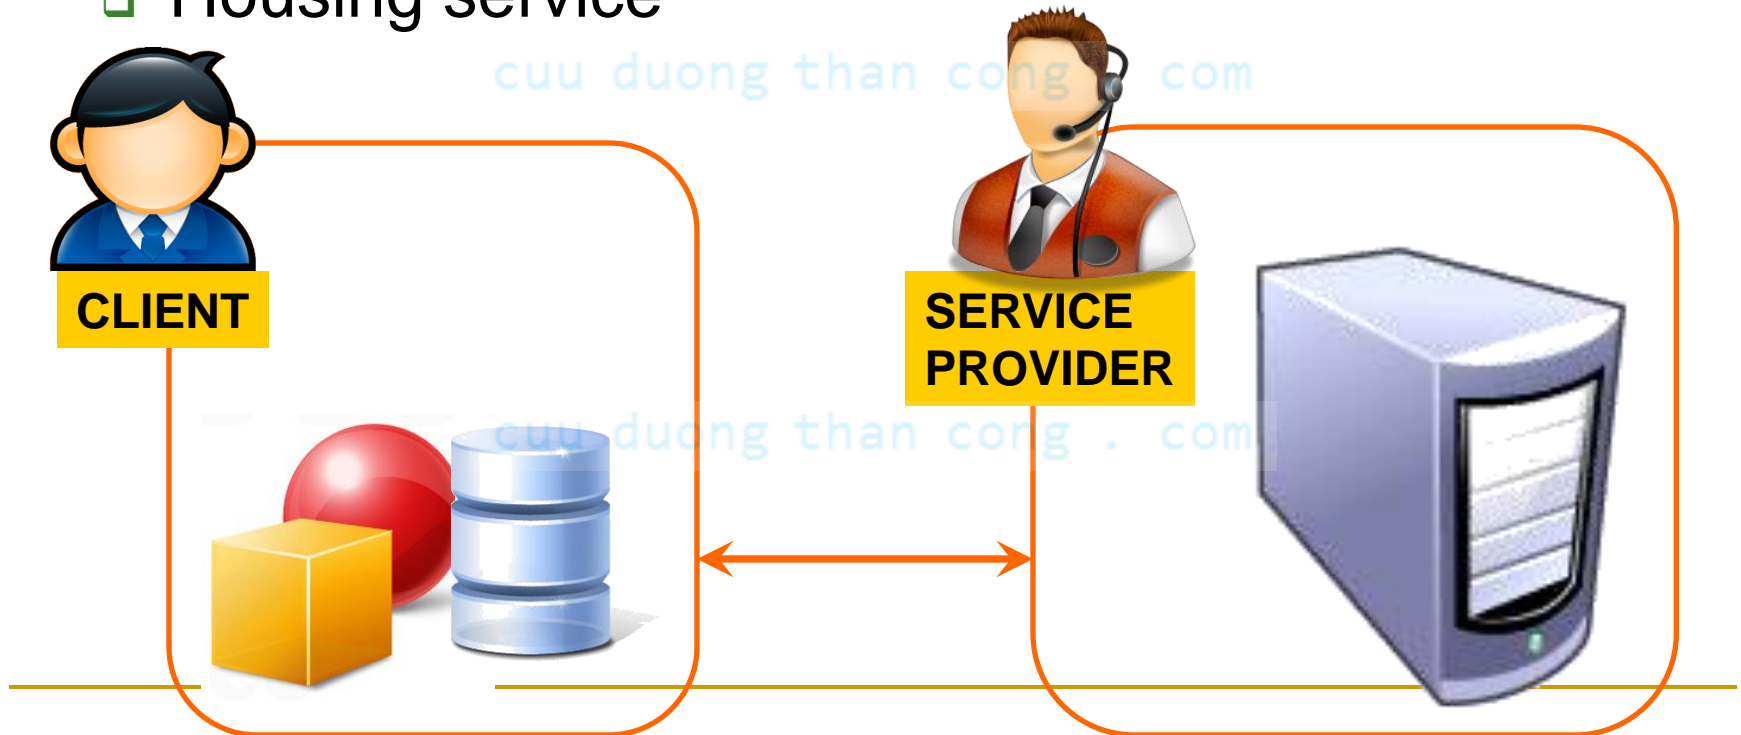 Housing service
cuu duong than cong . com
CLIENT
SERVICE
PROVIDER
cuu duong than cong . com